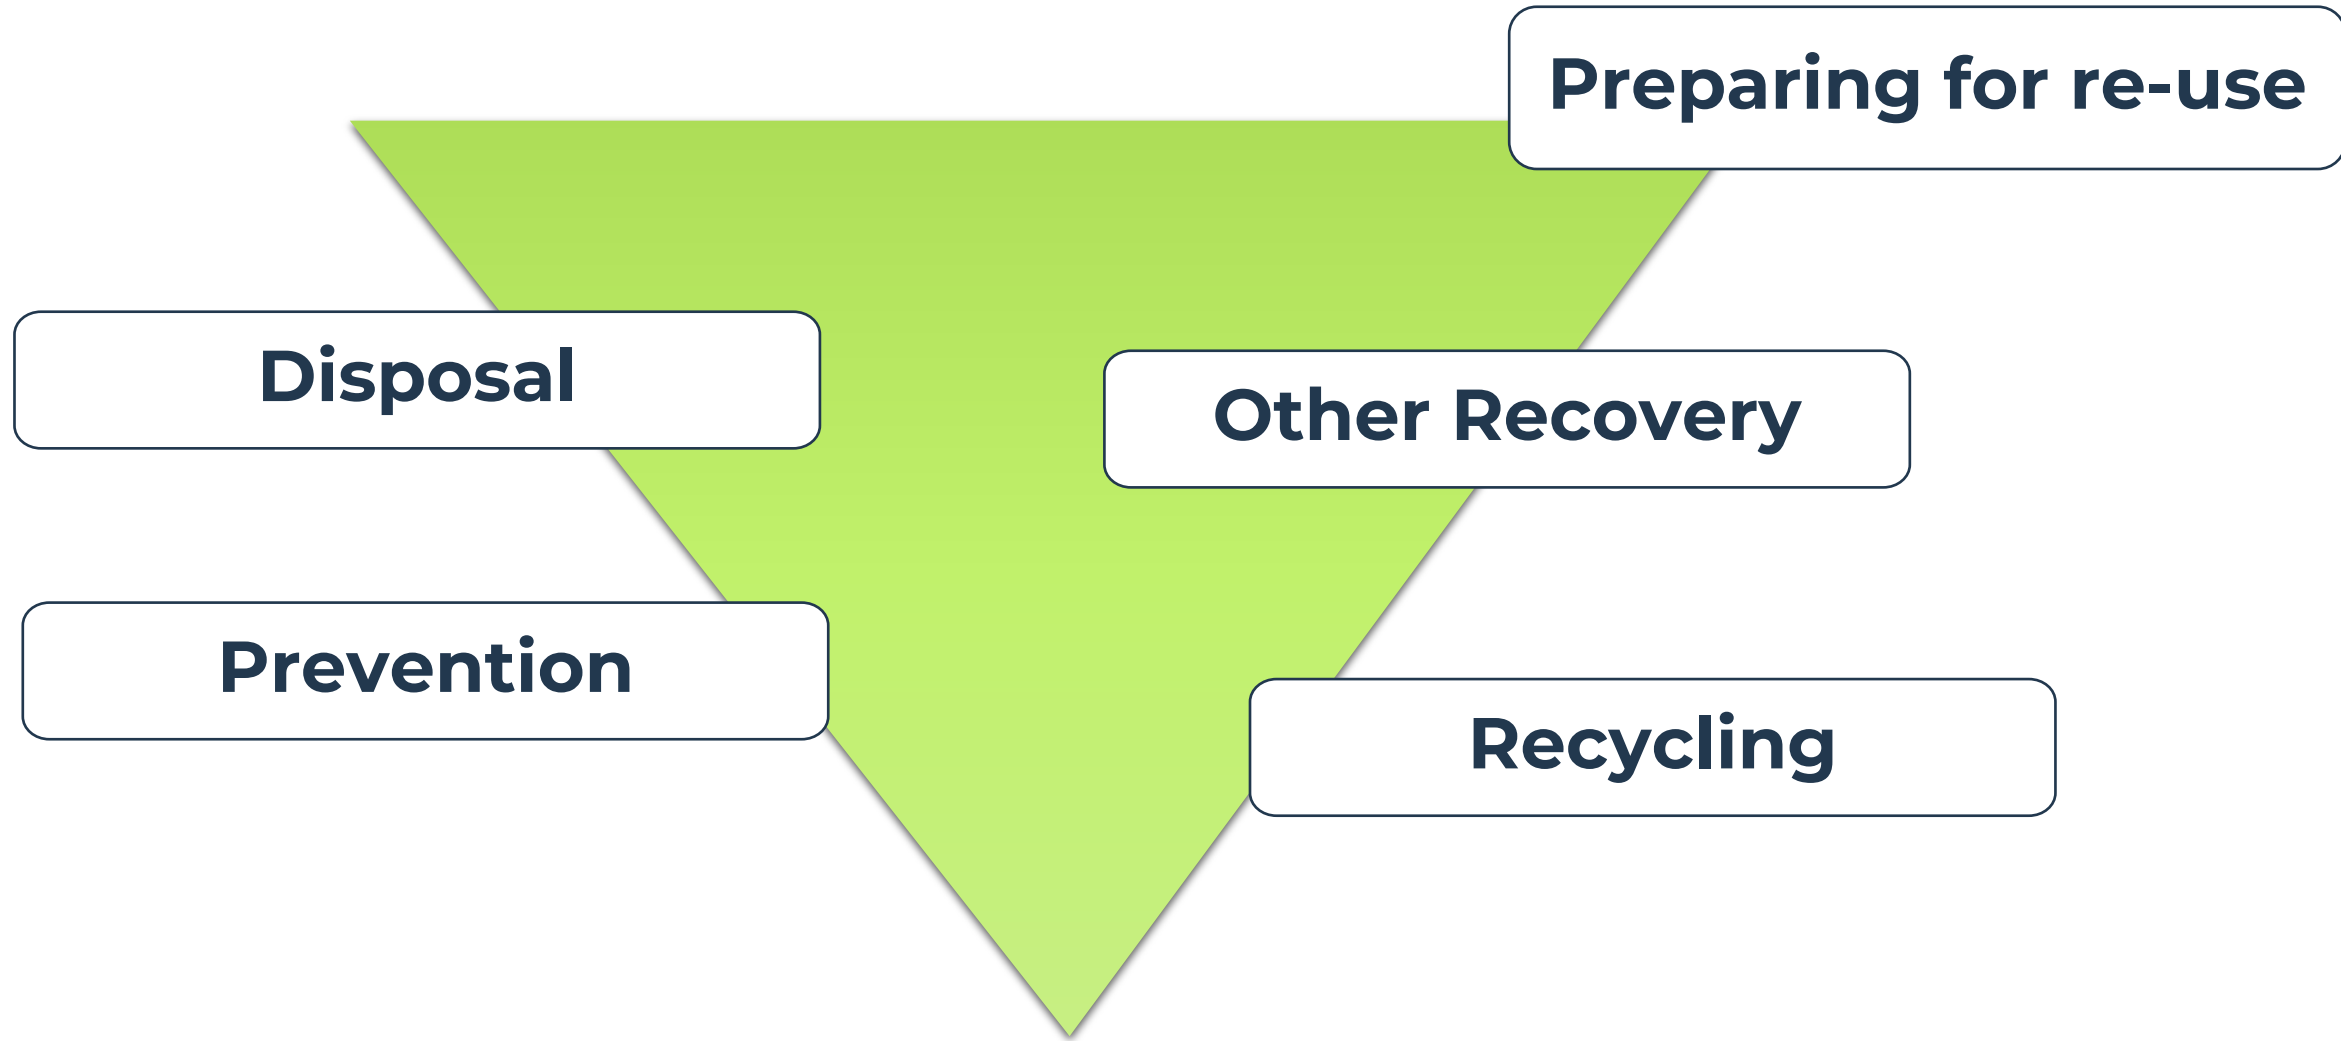 Preparing for re-use
Disposal
Other Recovery
Prevention
Recycling